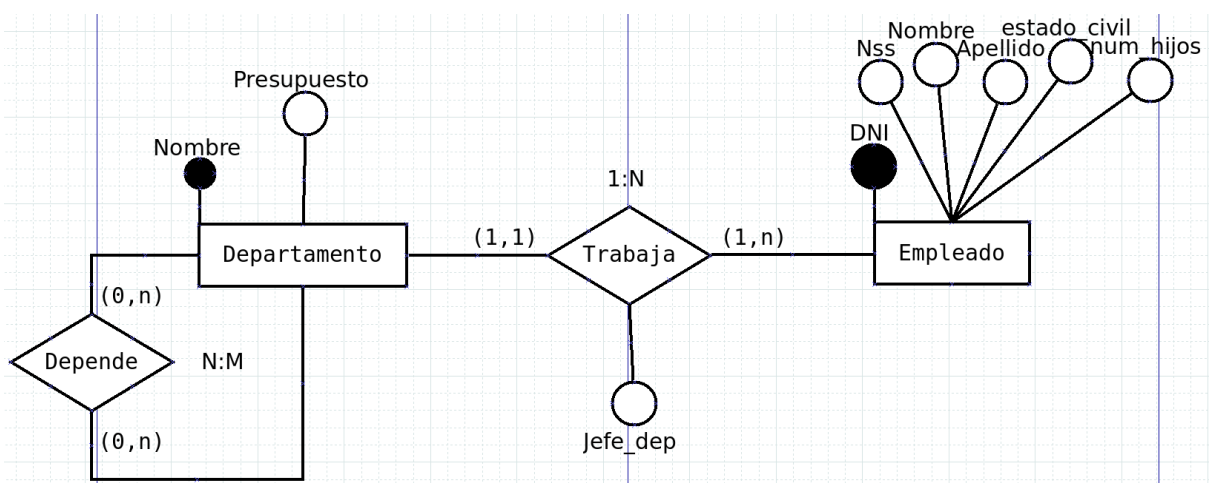 estado_civil
Nombre
Nss
Apellido
num_hijos
Presupuesto
DNI
Nombre
1:N
Departamento
(1,1)
Trabaja
(1,n)
Empleado
(0,n)
Depende
N:M
(0,n)
Jefe_dep